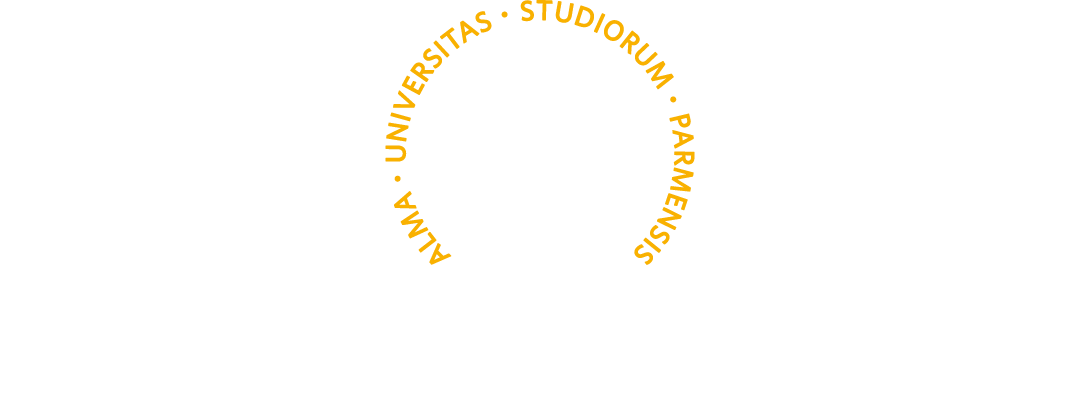 ALMA · UNIVERSITAS · STUDIORUM · PARMENSIS